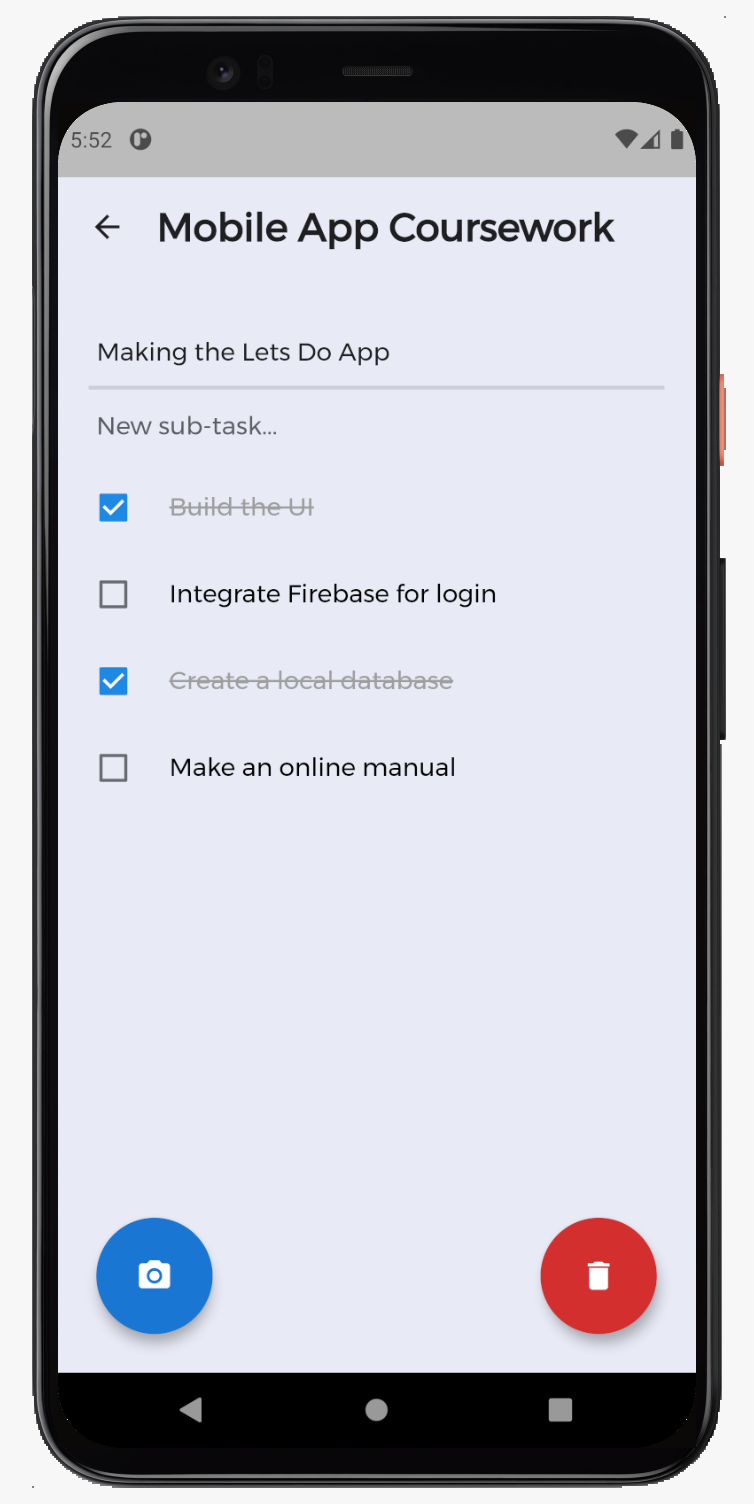 5:52
Mobile App Coursework
Making the Lets Do App
New sub-task...
Build the UI
Integrate Firebase for login
Create a local database
Make an online manual